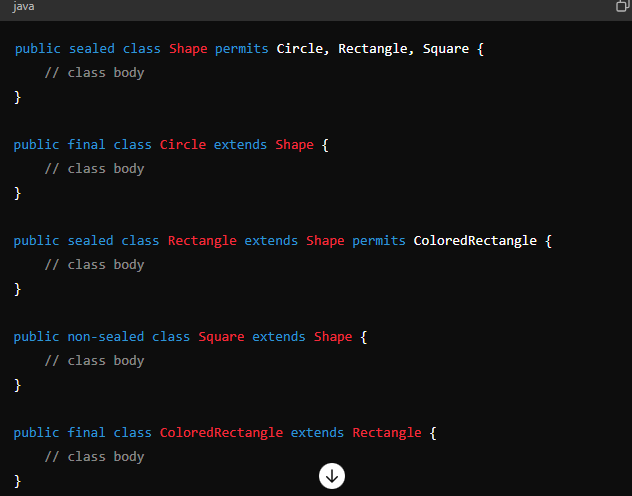 java
public sealed class Shape permits Circle, Rectangle, Square {
    // class body
}
public final class Circle extends Shape {
    // class body
}
public sealed class Rectangle extends Shape permits ColoredRectangle {
    // class body
}
public non-sealed class Square extends Shape {
    // class body
}
public final class ColoredRectangle extends Rectangle {
    // class body
}